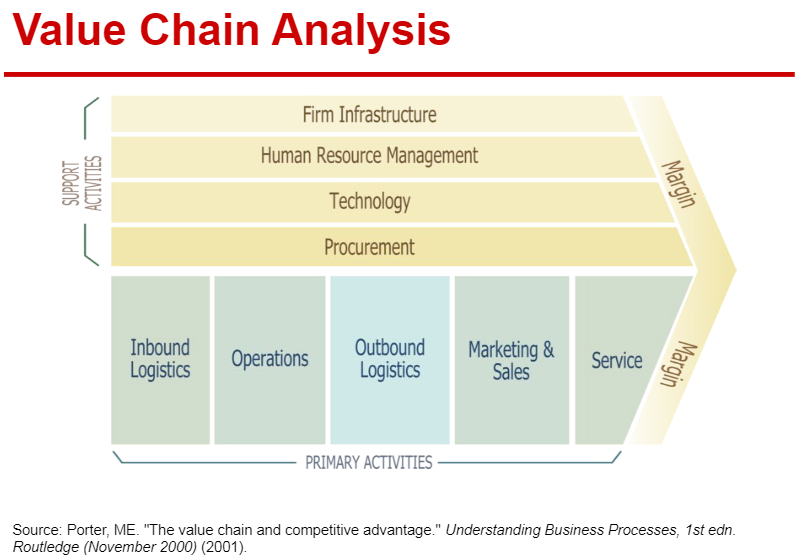 Value Chain Analysis
SUPPORT
ACTIVITIES
Firm Infrastructure
Human Resource Management
Technology
Procurement
Margin
Inbound
Logistics
Operations
Outbound
Logistics
Marketing &
Sales
Service
Margin
PRIMARY ACTIVITIES
Source: Porter, ME. "The value chain and competitive advantage." Understanding Business Processes, 1st edn.
Routledge (November 2000) (2001).